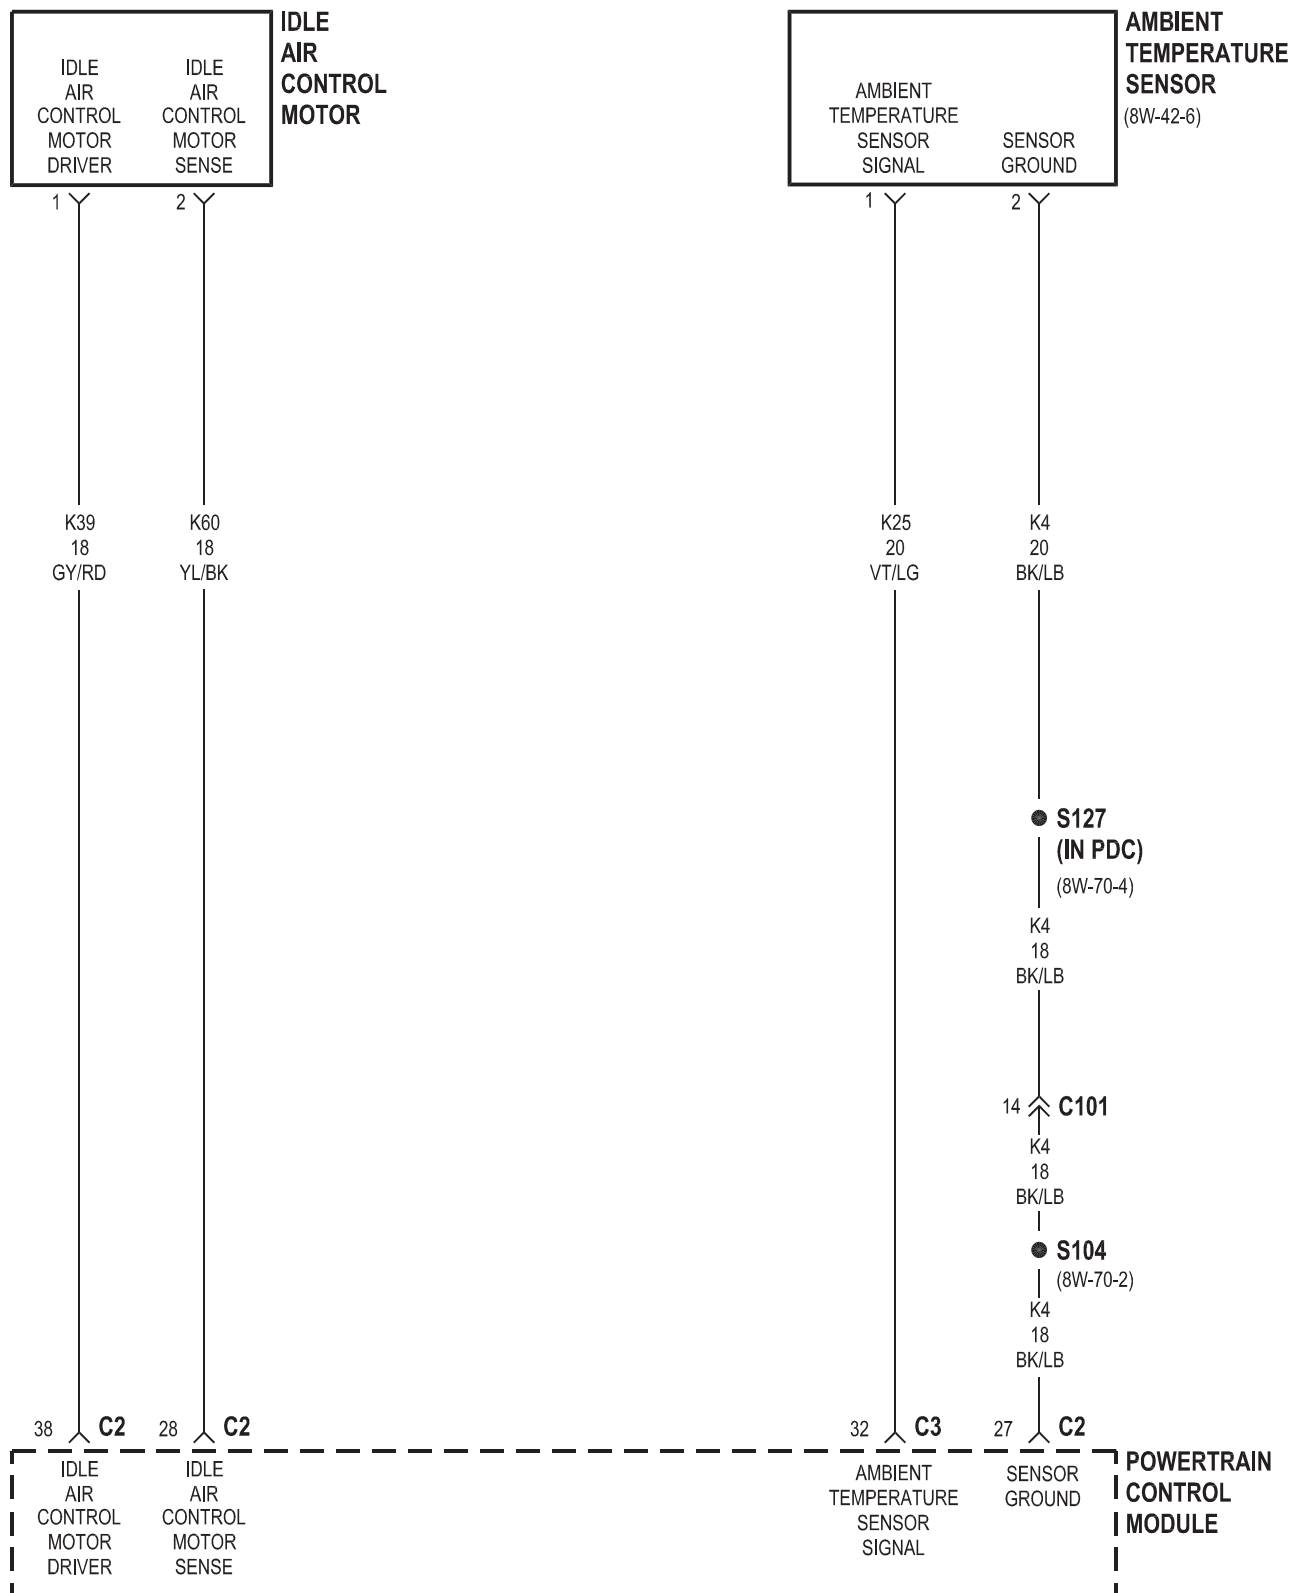 IDLE
AIR
CONTROL
MOTOR
DRIVER
IDLE
AIR
CONTROL
MOTOR
SENSE
IDLE
AIR
CONTROL
MOTOR
AMBIENT
TEMPERATURE
SENSOR
SIGNAL
SENSOR
GROUND
AMBIENT
TEMPERATURE
SENSOR
(8W-42-6)
1
2
1
2
K39
18
GY/RD
K60
18
YL/BK
K25
20
VT/LG
K4
20
BK/LB
S127
(IN PDC)
(8W-70-4)
K4
18
BK/LB
14
C101
K4
18
BK/LB
S104
(8W-70-2)
K4
18
BK/LB
38
C2
28
C2
32
C3
27
C2
IDLE
AIR
CONTROL
MOTOR
DRIVER
IDLE
AIR
CONTROL
MOTOR
SENSE
AMBIENT
TEMPERATURE
SENSOR
SIGNAL
SENSOR
GROUND
POWERTRAIN
CONTROL
MODULE